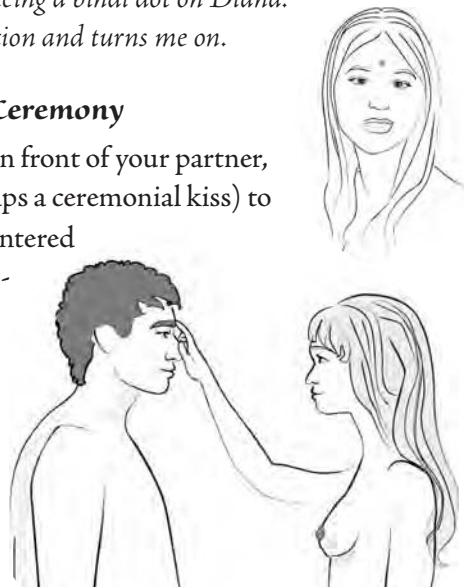 cing a bindi dot on Diana.
tion and turns me on.
Ceremony
n front of your partner,
ps a ceremonial kiss) to
ntered
-